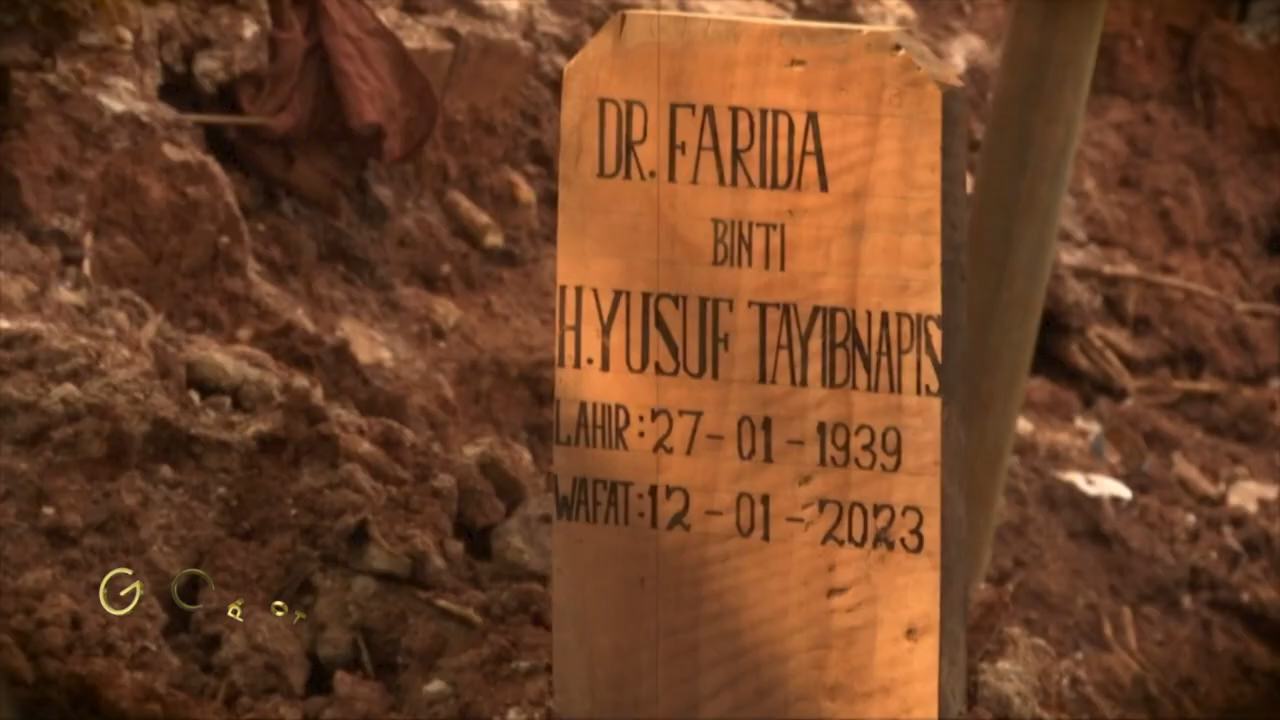 DR. FARIDA
BINTI
H.YUSUF TAYIBNAPIS
LAHIR : 27 - 01 - 1939
WAFAT : 12 - 01 - 2023